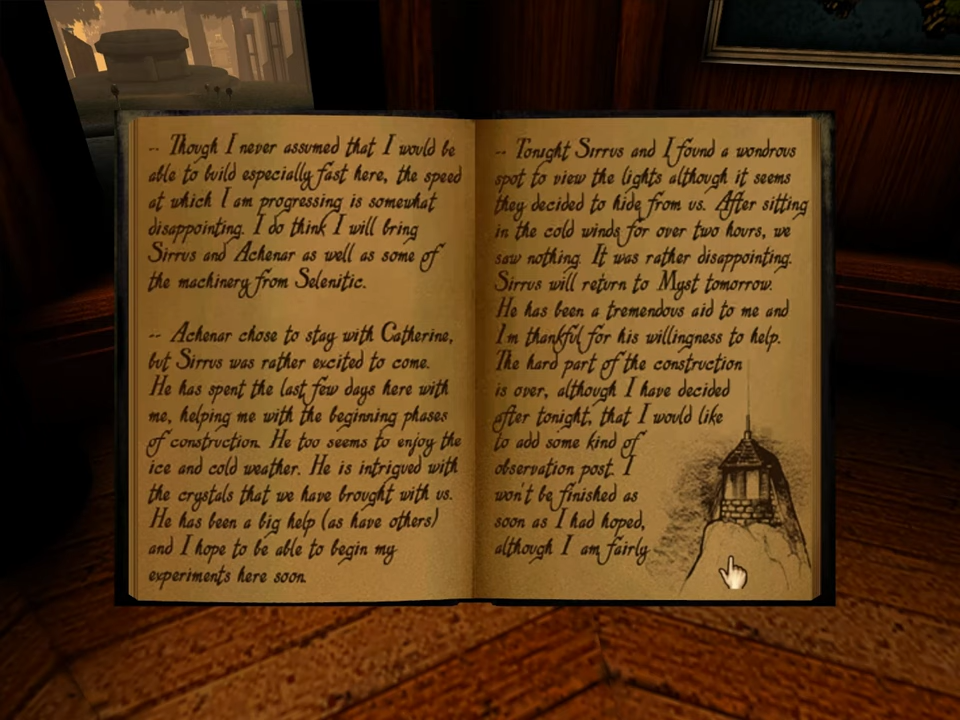 -- Though I never assumed that I would be
able to build especially fast here, the speed
at which I am progressing is somewhat
disappointing. I do think I will bring
Sirrus and Achenar as well as some of
the machinery from Selenitic.
-- Achenar chose to stay with Catherine,
but Sirrus was rather excited to come.
He has spent the last few days here with
me, helping me with the beginning phases
of construction. He too seems to enjoy the
ice and cold weather. He is intrigued with
the crystals that we have brought with us.
He has been a big help (as have others)
and I hope to be able to begin my
experiments here soon.
-- Tonight Sirrus and I found a wondrous
spot to view the lights although it seems
they decided to hide from us. After sitting
in the cold winds for over two hours, we
saw nothing. It was rather disappointing.
Sirrus will return to Myst tomorrow.
He has been a tremendous aid to me and
I'm thankful for his willingness to help.
The hard part of the construction
is over, although I have decided
after tonight, that I would like
to add some kind of
observation post. I
won't be finished as
soon as I had hoped,
although I am fairly